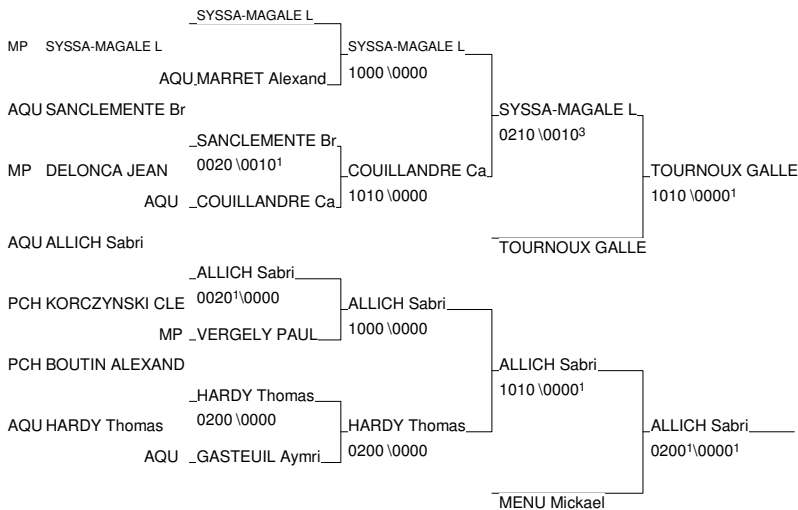 SYSSA-MAGALE L
MP SYSSA-MAGALE L SYSSA-MAGALE L
AQU MARRET Alexand 1000 \0000
AQU SANCLEMENTE Br SYSSA-MAGALE L
0210 \0010³
SANCLEMENTE Br
MP DELONCA JEAN 0020 \0010¹ COUILLANDRE Ca TOURNOUX GALLE
AQU COUILLANDRE Ca 1010 \0000 1010 \0000¹
AQU ALLICH Sabri TOURNOUX GALLE
ALLICH Sabri
PCH KORCZYNSKI CLE 0020¹\0000 ALLICH Sabri
MP VERGELY PAUL 1000 \0000
PCH BOUTIN ALEXAND ALLICH Sabri
1010 \0000¹
HARDY Thomas
AQU HARDY Thomas 0200 \0000 HARDY Thomas ALLICH Sabri
AQU GASTEUIL Aymri 0200 \0000 0200¹\0000¹
MENU Mickael